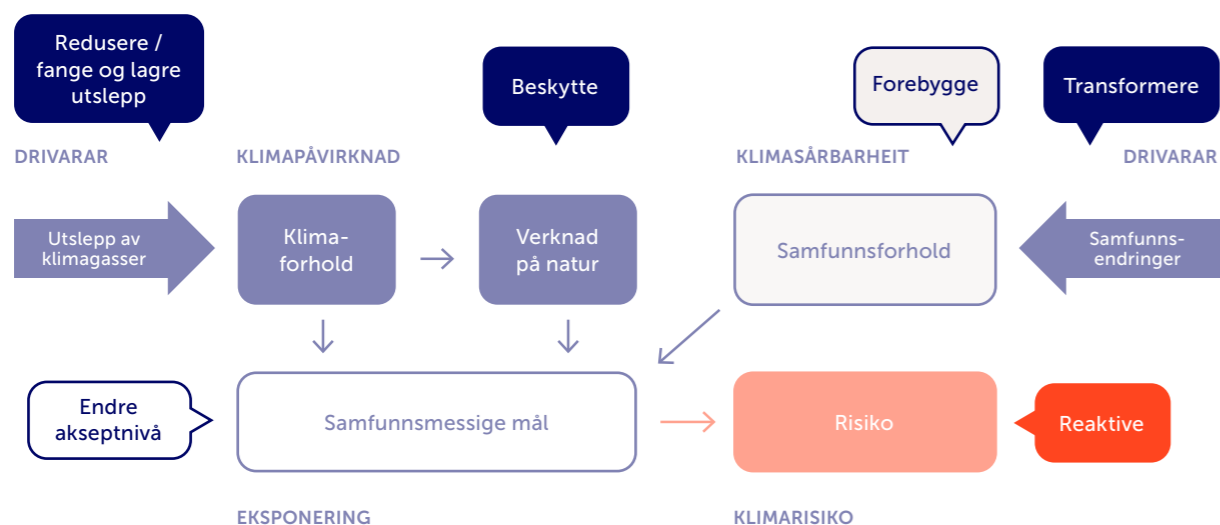 Redusere /
fange og lagre
utslepp
Beskytte
Forebygge
Transformere
DRIVARAR
KLIMAPÅVIRKNAD
KLIMASÅRBARHEIT
DRIVARAR
Utslepp av
klimagasser
Klima-
forhold
Verknad
på natur
Samfunnsforhold
Samfunns-
endringer
Endre
akseptnivå
Samfunnsmessige mål
Risiko
Reaktive
EKSPONERING
KLIMARISIKO